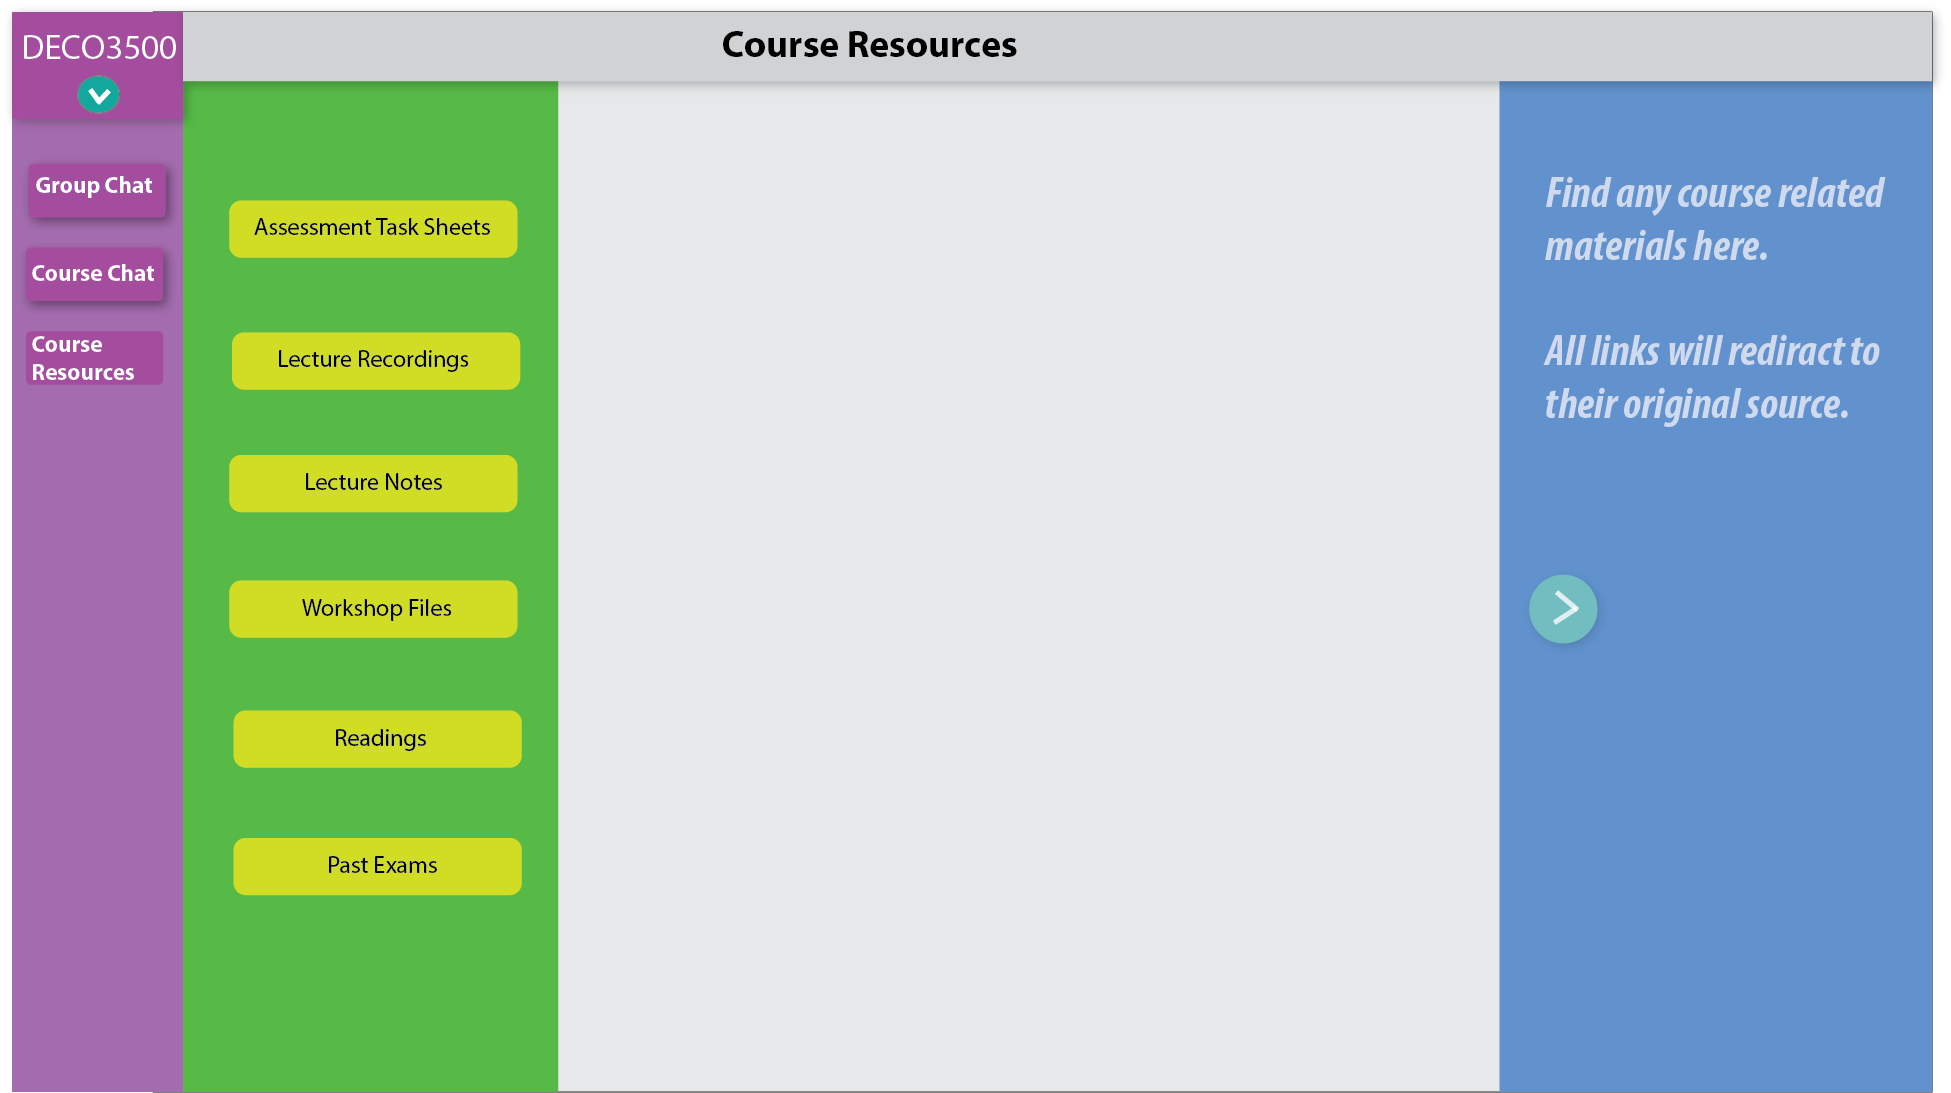 DECO3500
Course Resources
Group Chat
Course Chat
Course
Resources
Assessment Task Sheets
Lecture Recordings
Lecture Notes
Workshop Files
Readings
Past Exams
Find any course related
materials here.
All links will rediract to
their original source.